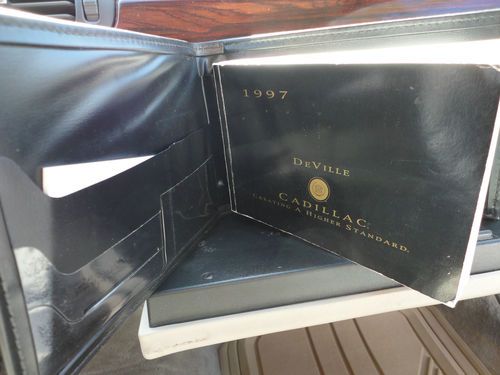 1997
DEVILLE
CADILLAC.
CREATING A HIGHER STANDARD.